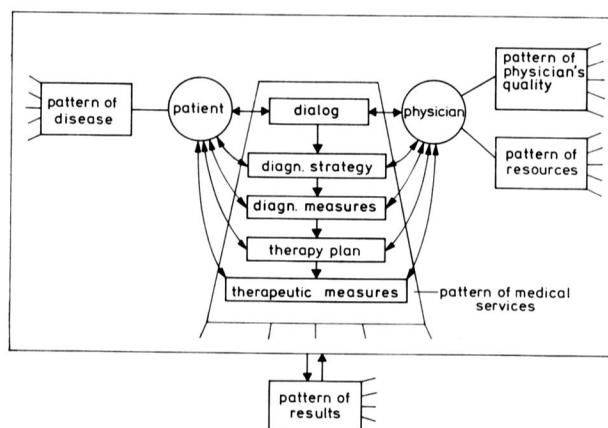 pattern of
disease
patient
dialog
physician
pattern of
physician's
quality
pattern of
resources
diagn. strategy
diagn. measures
therapy plan
therapeutic measures
pattern of medical
services
pattern of
results